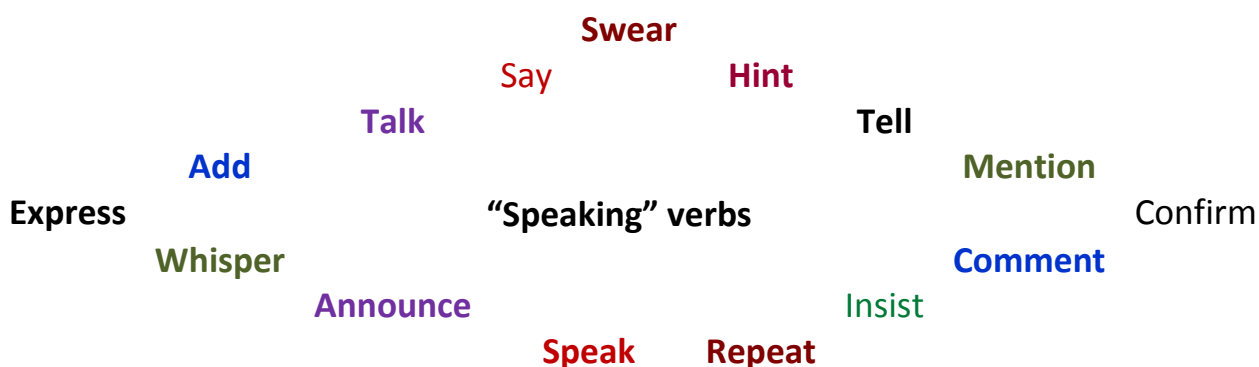 Swear
Say Hint
Talk Tell
Add Mention
Express “Speaking” verbs Confirm
Whisper Comment
Announce Insist
Speak Repeat